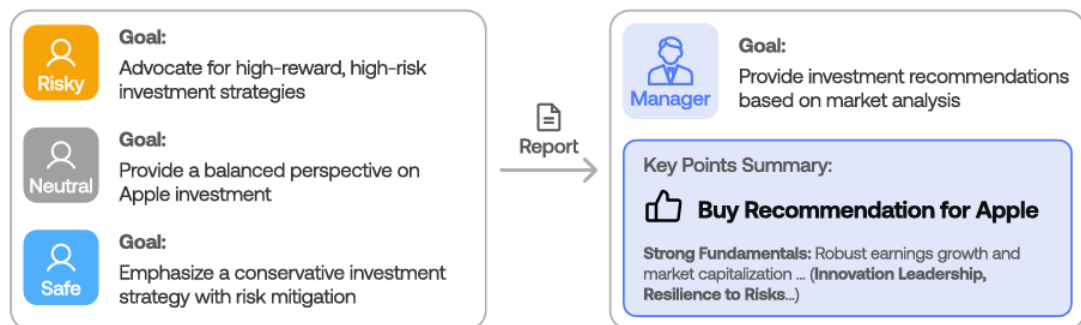 Goal:
Risky
Advocate for high-reward, high-risk
investment strategies
Goal:
Neutral
Provide a balanced perspective on
Apple investment
Goal:
Safe
Emphasize a conservative investment
strategy with risk mitigation
Report
Manager
Goal:
Provide investment recommendations
based on market analysis
Key Points Summary:
Buy Recommendation for Apple
Strong Fundamentals: Robust earnings growth and
market capitalization ... (Innovation Leadership,
Resilience to Risks...)